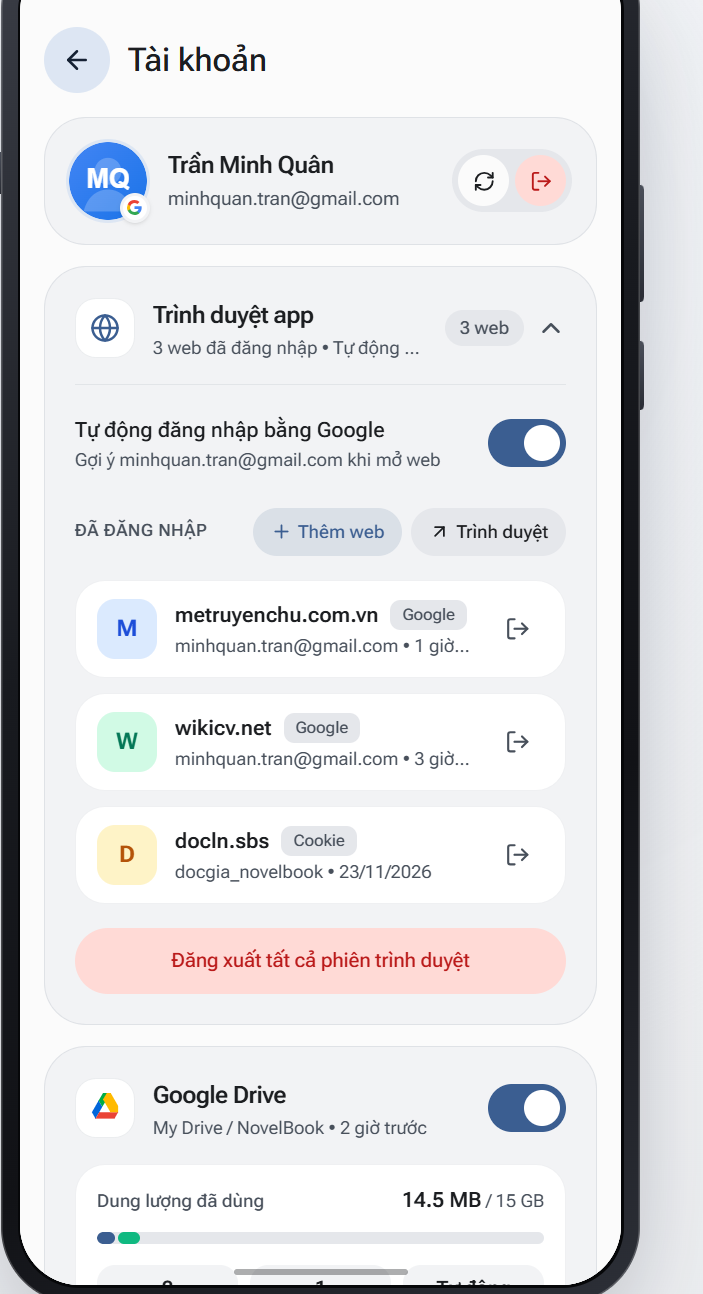 Tài khoản
MQ
G
Trần Minh Quân
minhquan.tran@gmail.com
Trình duyệt app
3 web đã đăng nhập • Tự động ...
3 web
Tự động đăng nhập bằng Google
Gợi ý minhquan.tran@gmail.com khi mở web
ĐÃ ĐĂNG NHẬP
Thêm web
Trình duyệt
M
metruyenchu.com.vn Google
minhquan.tran@gmail.com • 1 giờ...
W
wikicv.net Google
minhquan.tran@gmail.com • 3 giờ...
D
docln.sbs Cookie
docgia_novelbook • 23/11/2026
Đăng xuất tất cả phiên trình duyệt
Google Drive
My Drive / NovelBook • 2 giờ trước
Dung lượng đã dùng 14.5 MB / 15 GB
1 Tự động